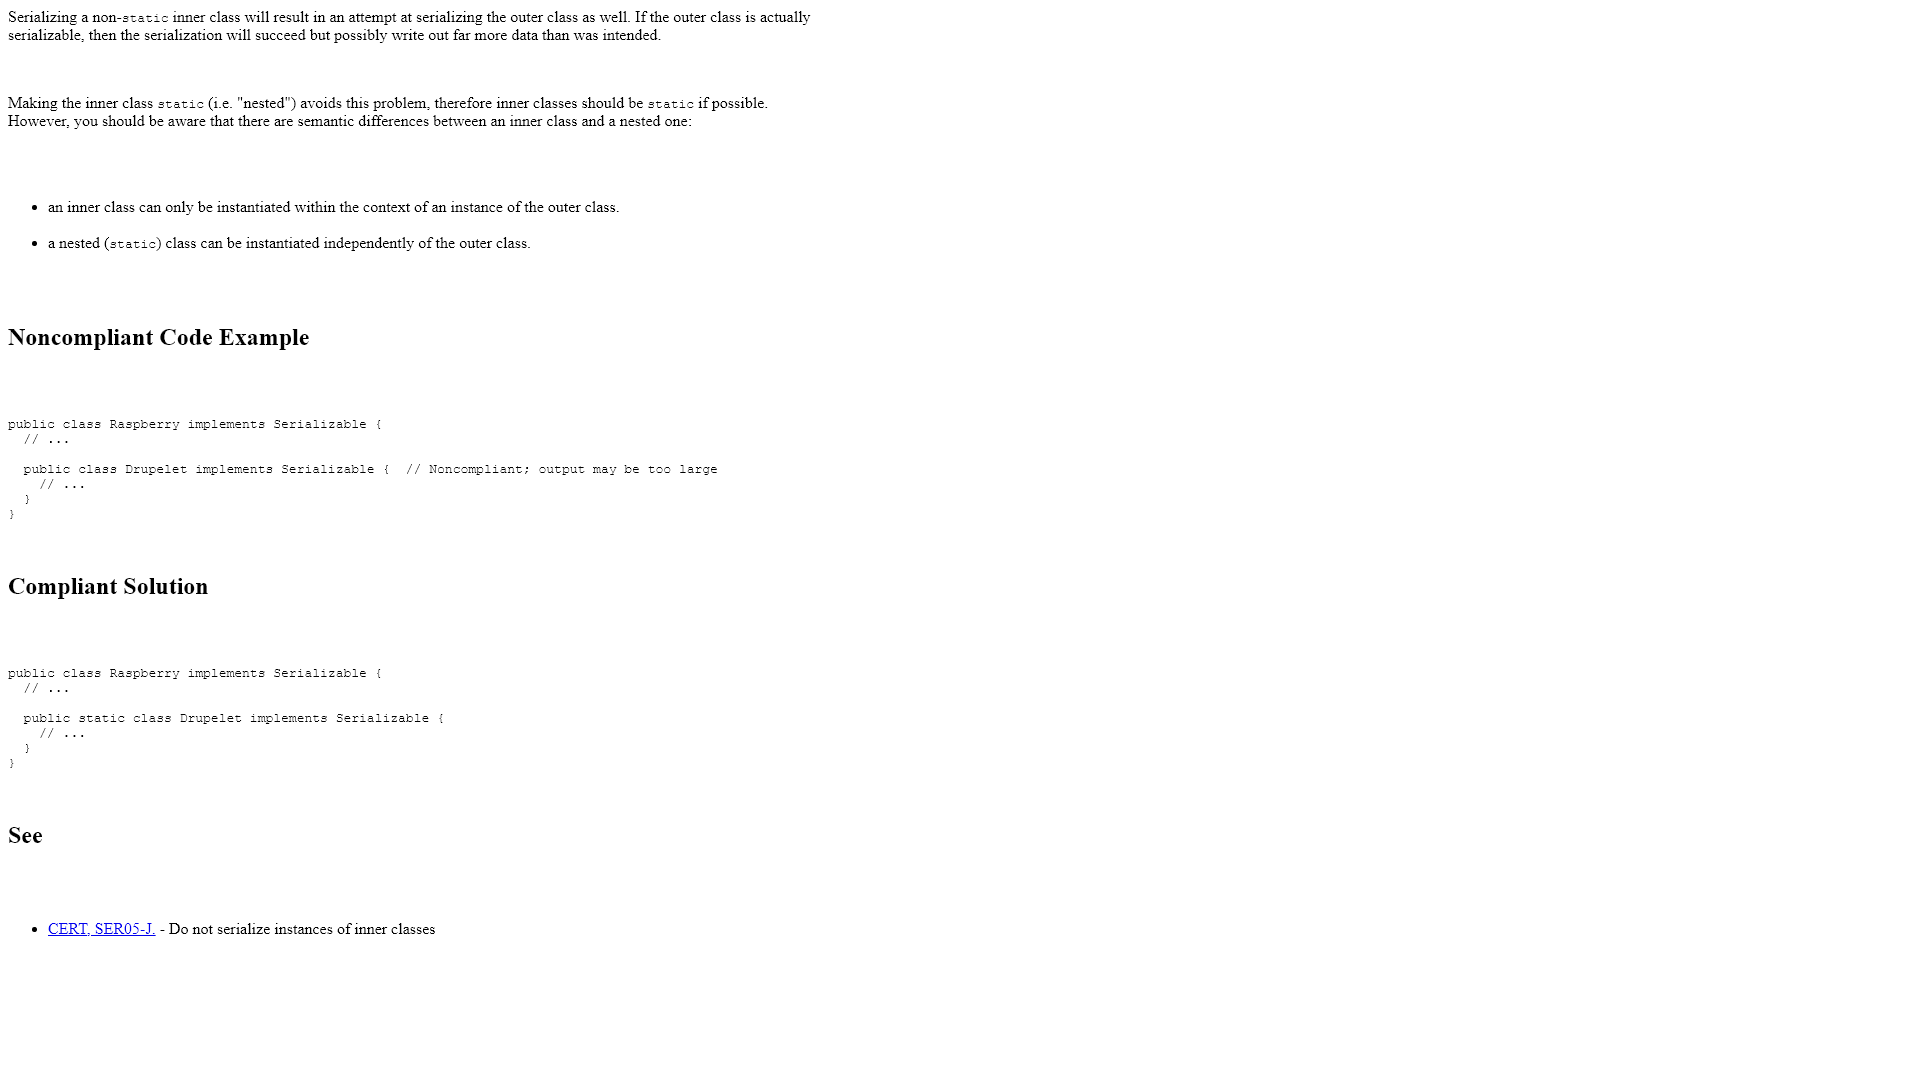 Serializing a non-static inner class will result in an attempt at serializing the outer class as well. If the outer class is actually
serializable, then the serialization will succeed but possibly write out far more data than was intended.
Making the inner class static (i.e. "nested") avoids this problem, therefore inner classes should be static if possible.
However, you should be aware that there are semantic differences between an inner class and a nested one:
• an inner class can only be instantiated within the context of an instance of the outer class.
• a nested (static) class can be instantiated independently of the outer class.
Noncompliant Code Example
public class Raspberry implements Serializable {
  // ...
  public class Drupelet implements Serializable {  // Noncompliant; output may be too large
    // ...
  }
}
Compliant Solution
public class Raspberry implements Serializable {
  // ...
  public static class Drupelet implements Serializable {
    // ...
  }
}
See
• CERT, SER05-J. - Do not serialize instances of inner classes